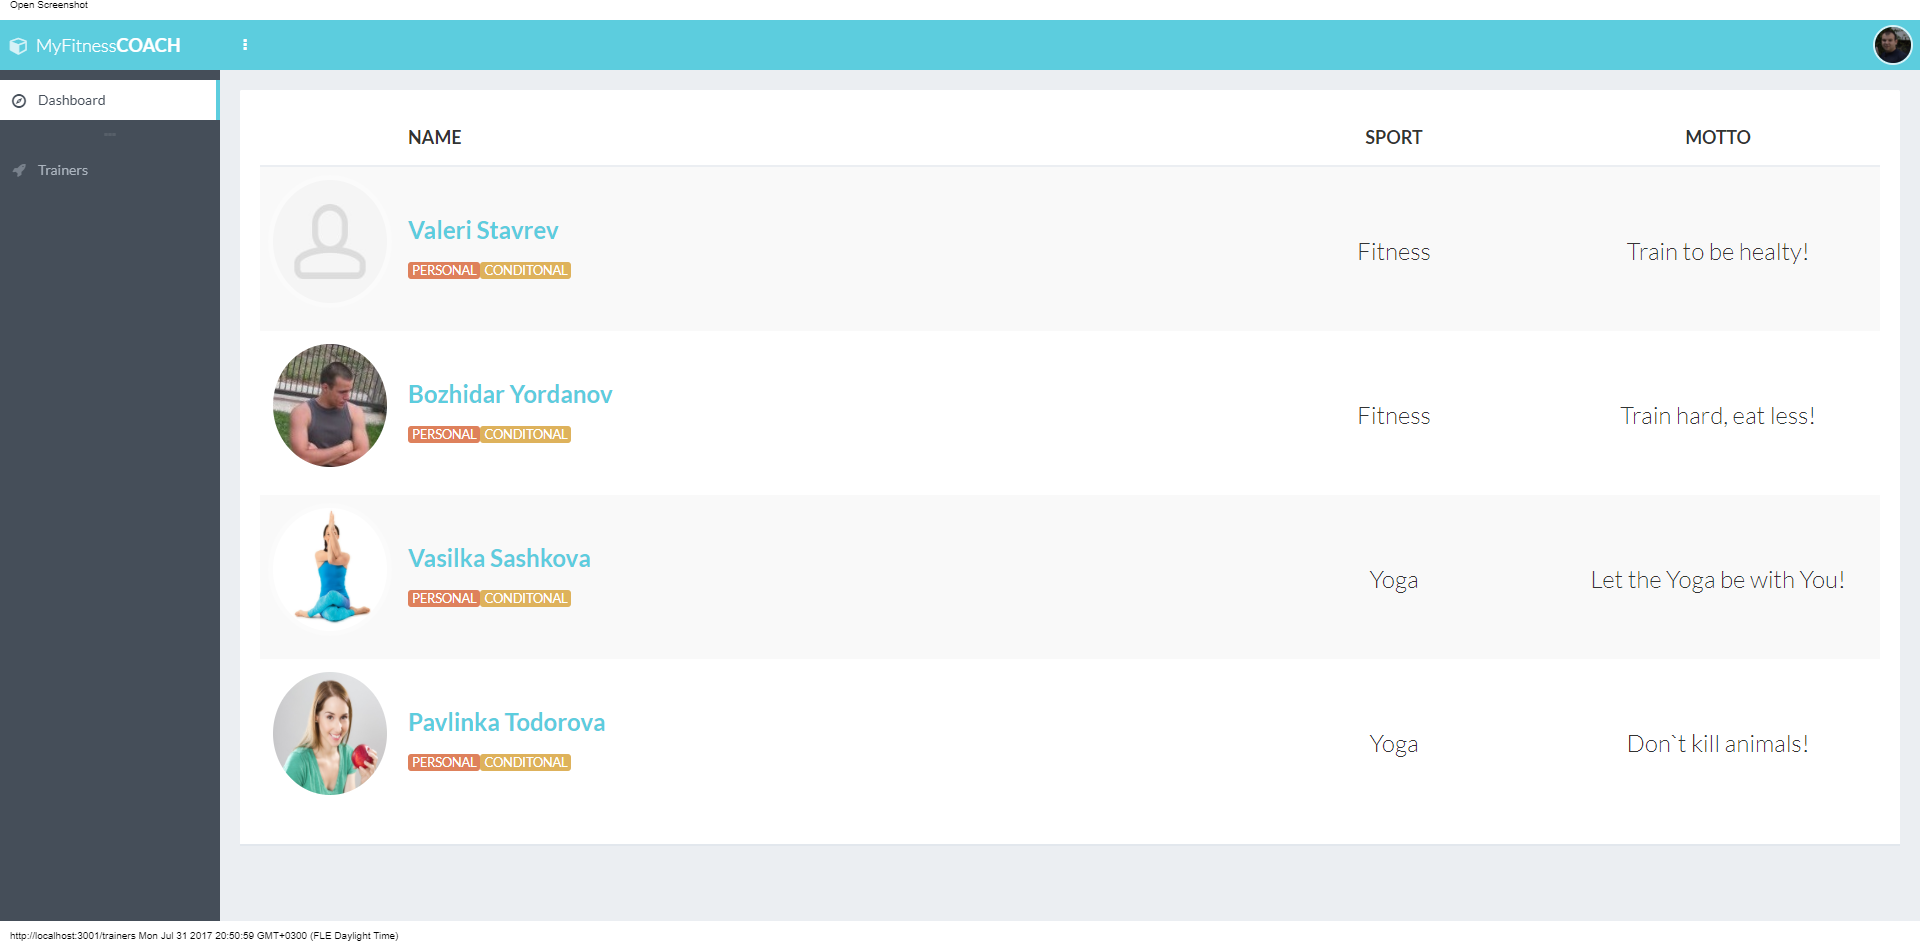 Open Screenshot
MyFitnessCOACH
Dashboard
Trainers
NAME SPORT MOTTO
Valeri Stavrev
PERSONAL CONDITONAL
Fitness
Train to be healty!
Bozhidar Yordanov
PERSONAL CONDITONAL
Fitness
Train hard, eat less!
Vasilka Sashkova
PERSONAL CONDITONAL
Yoga
Let the Yoga be with You!
Pavlinka Todorova
PERSONAL CONDITONAL
Yoga
Don`t kill animals!
http://localhost:3001/trainers Mon Jul 31 2017 20:50:59 GMT+0300 (FLE Daylight Time)